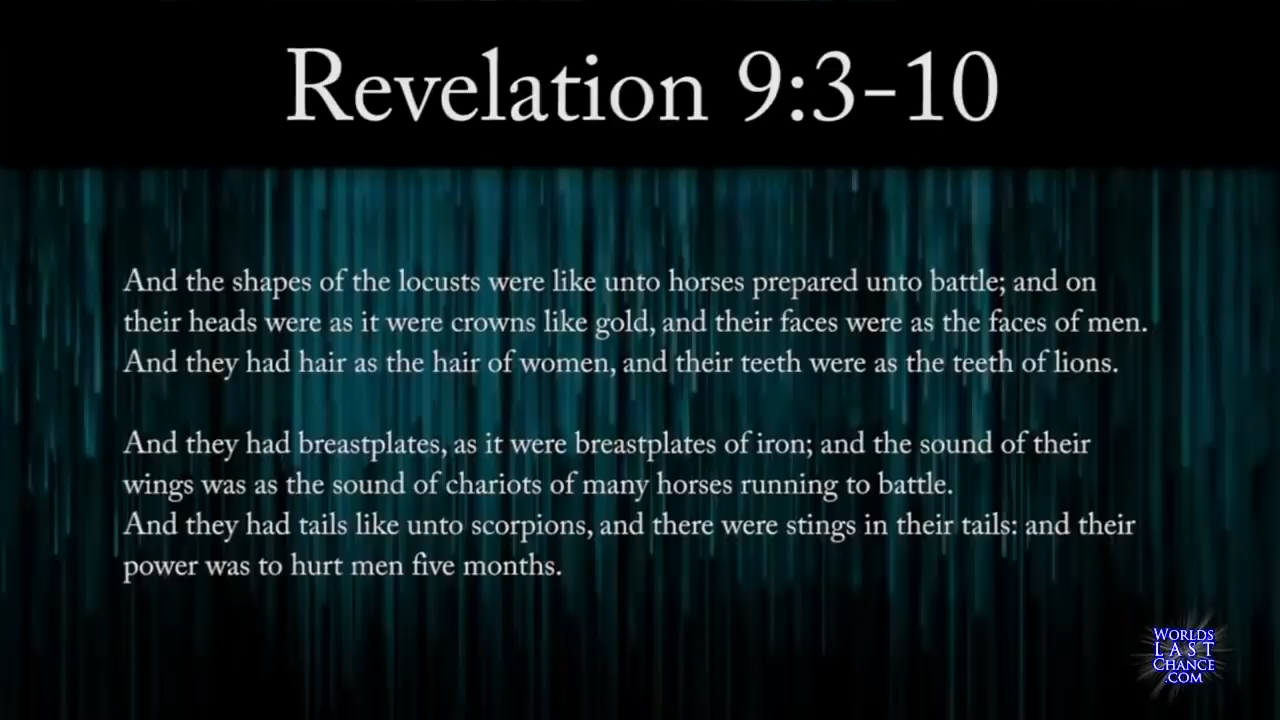 Revelation 9:3-10
And the shapes of the locusts were like unto horses prepared unto battle; and on
their heads were as it were crowns like gold, and their faces were as the faces of men.
And they had hair as the hair of women, and their teeth were as the teeth of lions.
And they had breastplates, as it were breastplates of iron; and the sound of their
wings was as the sound of chariots of many horses running to battle.
And they had tails like unto scorpions, and there were stings in their tails: and their
power was to hurt men five months.
WORLDS
LAST
CHANCE
.COM